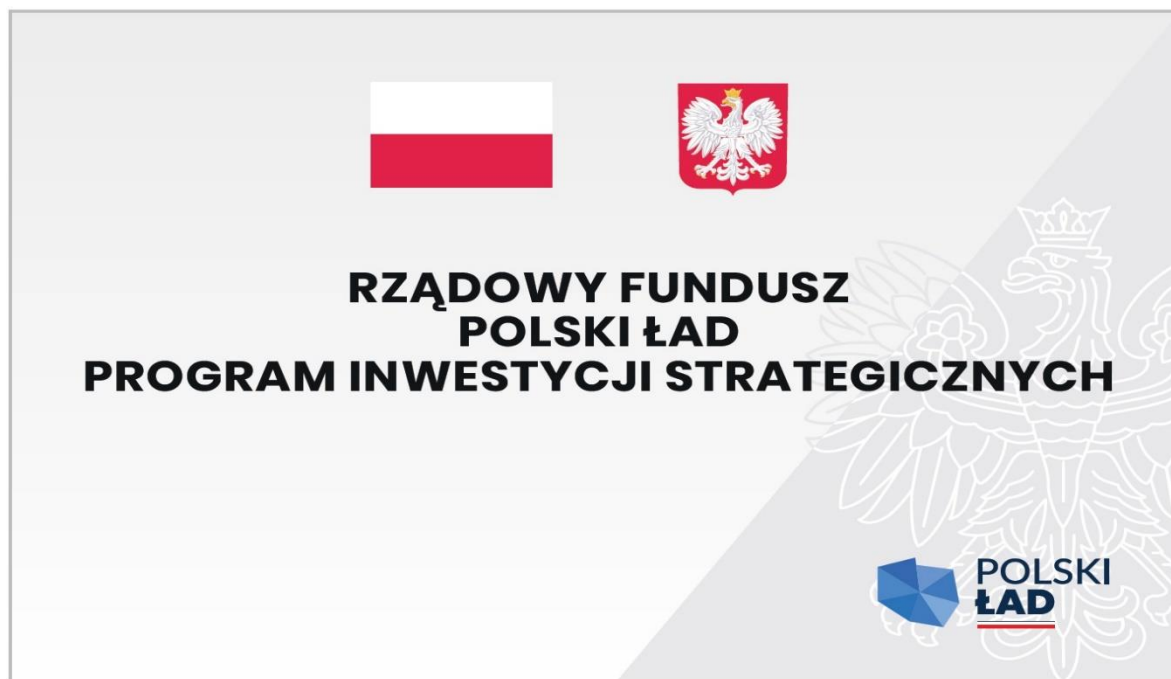 RZĄDOWY FUNDUSZ
POLSKI ŁAD
PROGRAM INWESTYCJI STRATEGICZNYCH
POLSKI
ŁAD